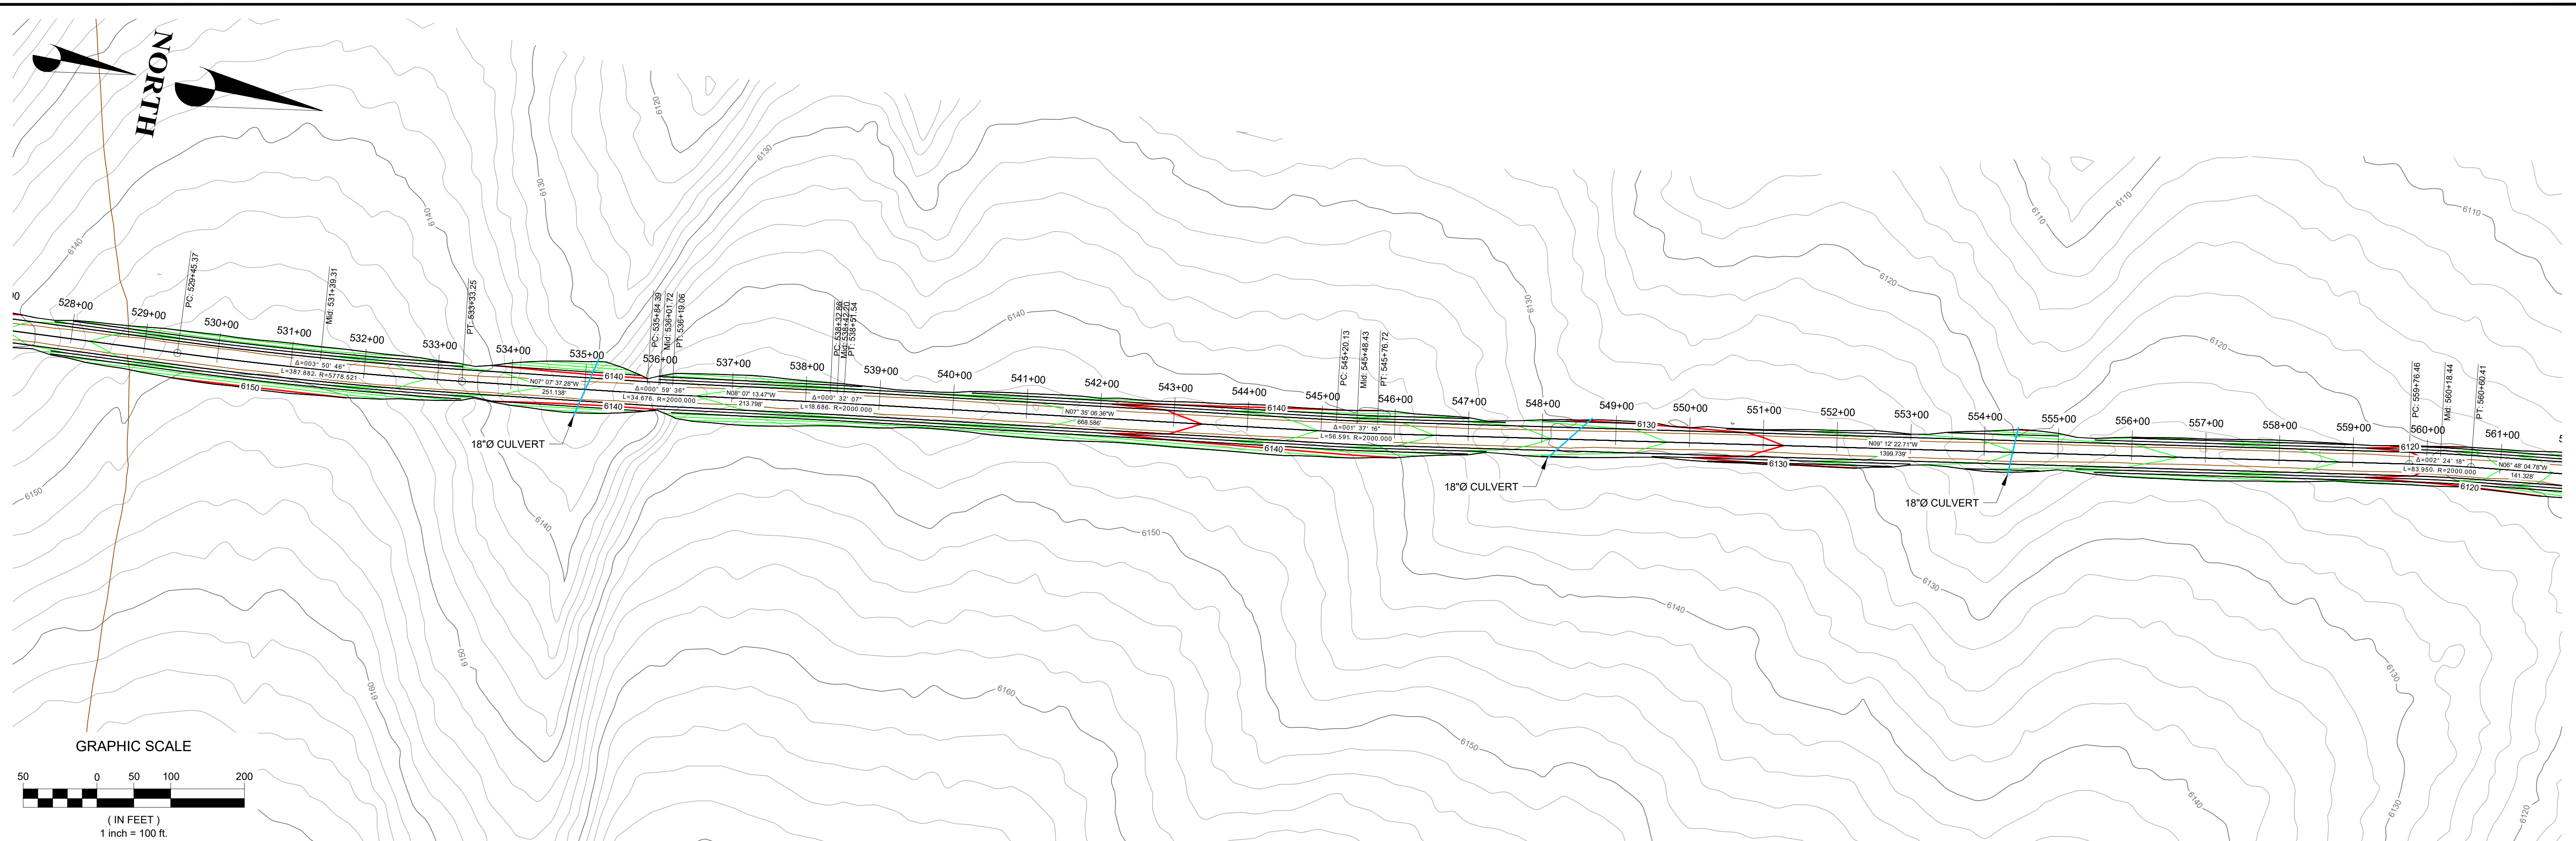 NORTH
528+00
529+00
PC: 529+45.37
530+00
531+00
Mid: 531+39.31
532+00
533+00
PT: 533+33.25
534+00
535+00
536+00
PC: 535+84.39
Mid: 536+01.72
PT: 536+19.06
537+00
538+00
PC: 538+32.86
Mid: 538+42.20
PT: 538+51.54
539+00
540+00
541+00
542+00
543+00
544+00
545+00
PC: 545+20.13
Mid: 545+48.43
PT: 545+76.72
546+00
547+00
548+00
549+00
550+00
551+00
552+00
553+00
554+00
555+00
556+00
557+00
558+00
559+00
PC: 559+76.46
560+00
Mid: 560+18.44
PT: 560+60.41
561+00
Δ=003° 50' 46"
L=387.882, R=5778.521
N07° 07' 37.28"W
251.138'
Δ=000° 59' 36"
L=34.676, R=2000.000
N08° 07' 13.47"W
213.798'
Δ=000° 32' 07"
L=18.686, R=2000.000
N07° 35' 06.36"W
668.586'
Δ=001° 37' 16"
L=56.591, R=2000.000
N09° 12' 22.71"W
1399.739'
Δ=002° 24' 18"
L=83.950, R=2000.000
N06° 48' 04.78"W
141.328'
6140
6140
6130
6120
6130
6140
6130
6120
6110
6110
6120
6110
6150
6140
6140
6140
6140
6130
6130
6120
6120
18"Ø CULVERT
18"Ø CULVERT
18"Ø CULVERT
6150
6140
6150
6160
6150
6160
6140
6150
6130
6140
6130
6130
6120
GRAPHIC SCALE
50 0 50 100 200
( IN FEET )
1 inch = 100 ft.